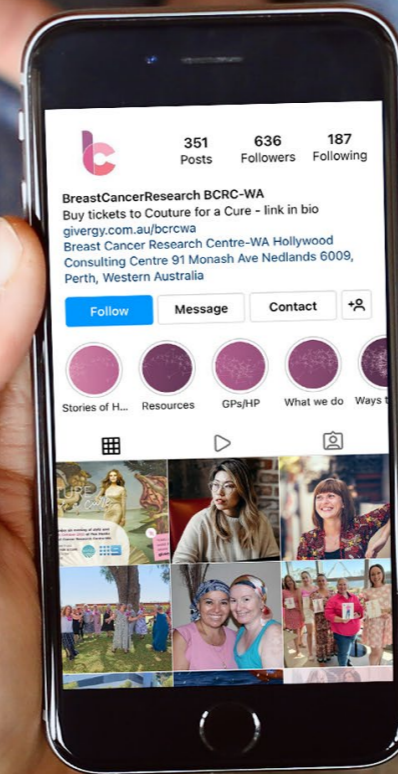 351
636
187
Posts
Followers
Following
BreastCancerResearch BCRC-WA
Buy tickets to Couture for a Cure - link in bio
givergy.com.au/bcrcwa
Breast Cancer Research Centre-WA Hollywood
Consulting Centre 91 Monash Ave Nedlands 6009,
Perth, Western Australia
Follow
Message
Contact
Stories of H...
Resources
GPs/HP
What we do
Ways t